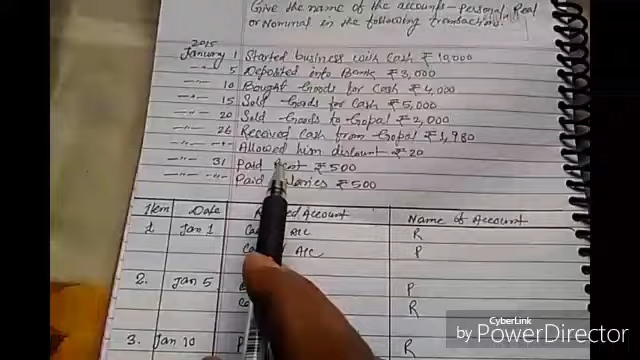 Give the name of the accounts - Personal, Real
or Nominal in the following transaction.
2015
January 1 Started business with Cash ₹ 10,000
-"- 5 Deposited into Bank ₹ 3,000
-"- 10 Bought Goods for Cash ₹ 4,000
-"- 15 Sold Goods for Cash ₹ 5,000
-"- 20 Sold Goods to Gopal ₹ 2,000
-"- 26 Received Cash from Gopal ₹ 1,980
-"- -"- Allowed him discount ₹ 20
-"- 31 Paid Rent ₹ 500
-"- -"- Paid ₹ 500
Item Date Account Name of Account
1 Jan 1 A/c R
A/c P
2. Jan 5 P
R
3. Jan 10 P R
CyberLink
by PowerDirector